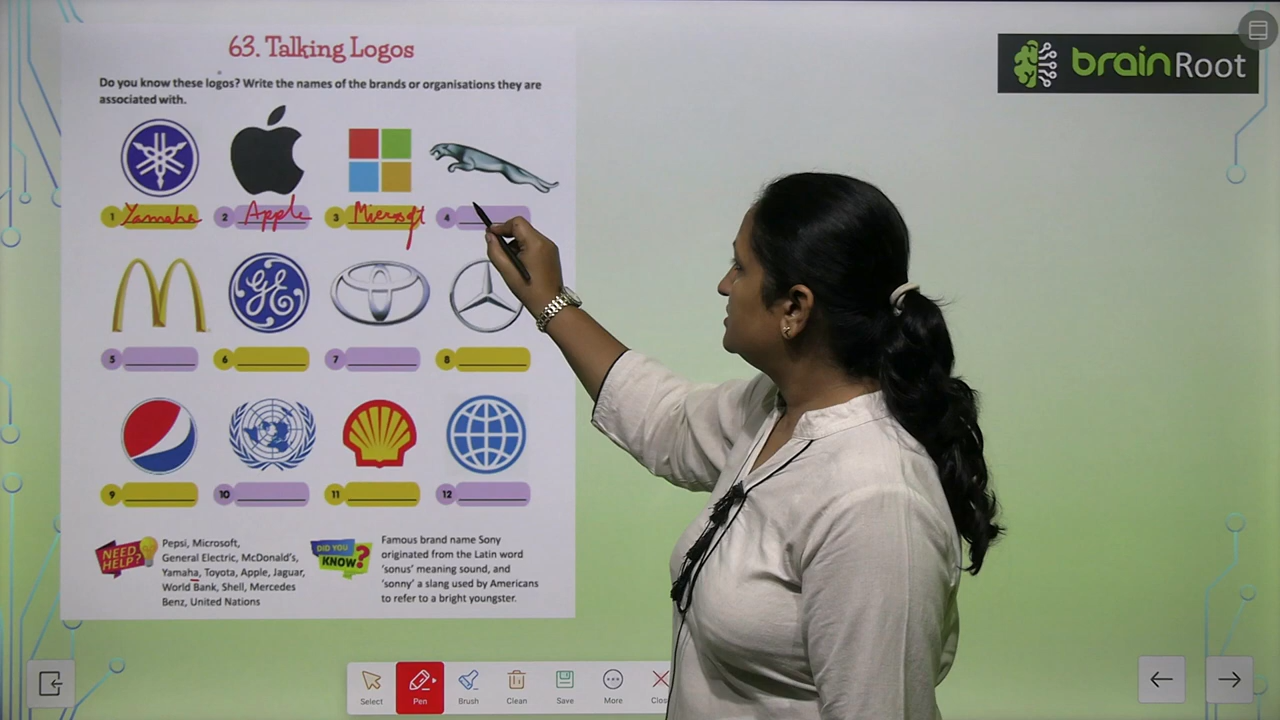 63. Talking Logos
brainRoot
Do you know these logos? Write the names of the brands or organisations they are
associated with.
1 Yamaha 2 Apple 3 Microsoft 4
GE
5 6 7 8
9 10 11 12
NEED HELP?
Pepsi, Microsoft,
General Electric, McDonald's,
Yamaha, Toyota, Apple, Jaguar,
World Bank, Shell, Mercedes
Benz, United Nations
DID YOU KNOW?
Famous brand name Sony
originated from the Latin word
'sonus' meaning sound, and
'sonny' a slang used by Americans
to refer to a bright youngster.
Select Pen Brush Clean Save More Clos